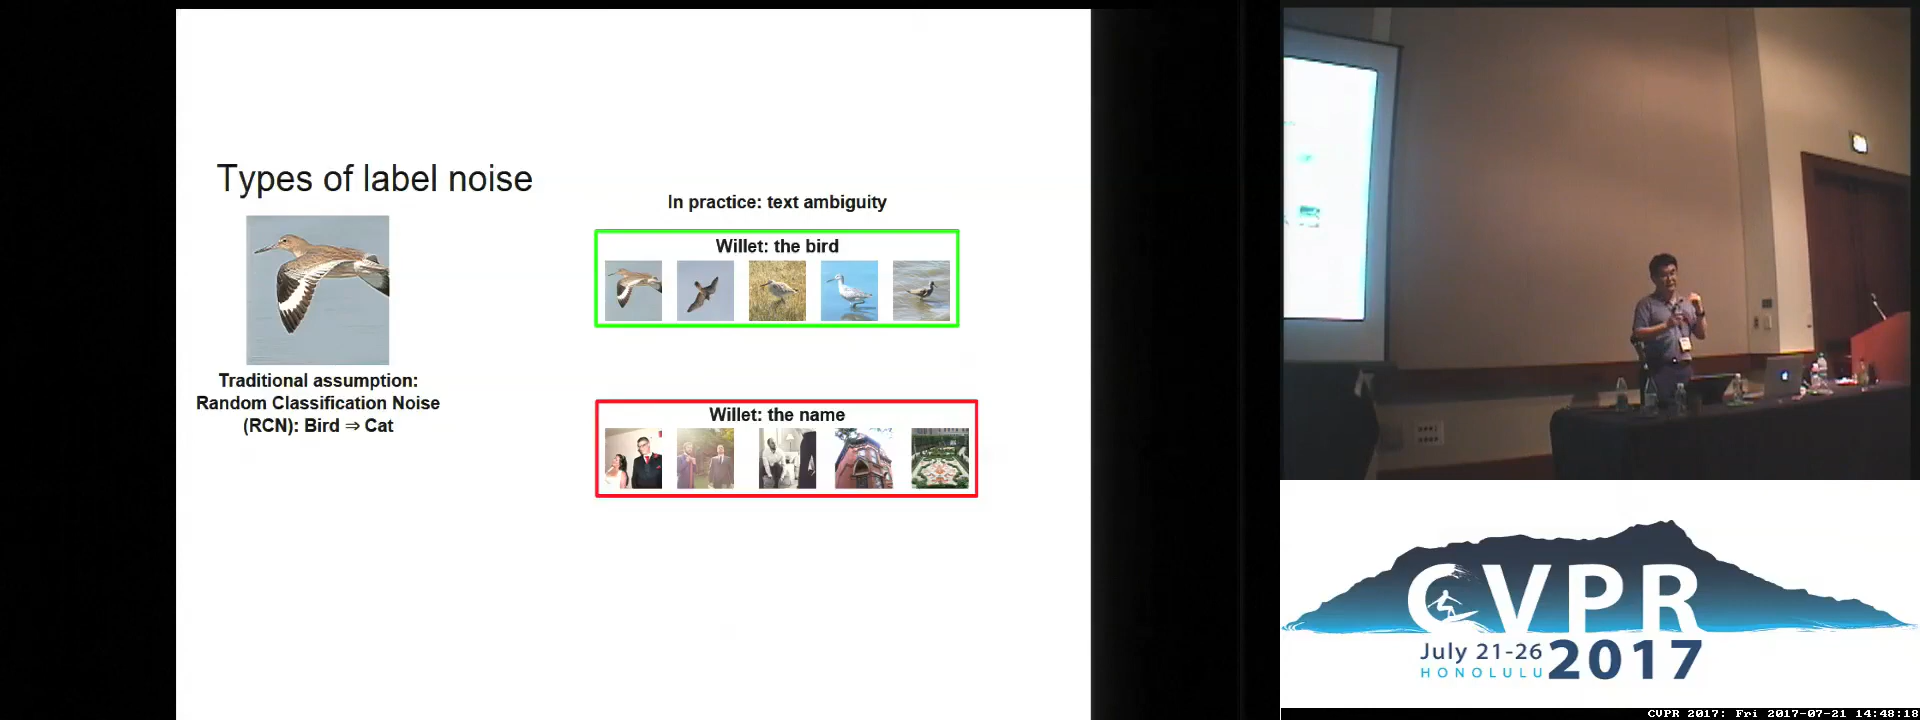 Types of label noise
Traditional assumption:
Random Classification Noise
(RCN): Bird ⇒ Cat
In practice: text ambiguity
Willet: the bird
Willet: the name
CVPR
July 21-26
HONOLULU
2017
CVPR 2017: Fri 2017-07-21 14:48:18